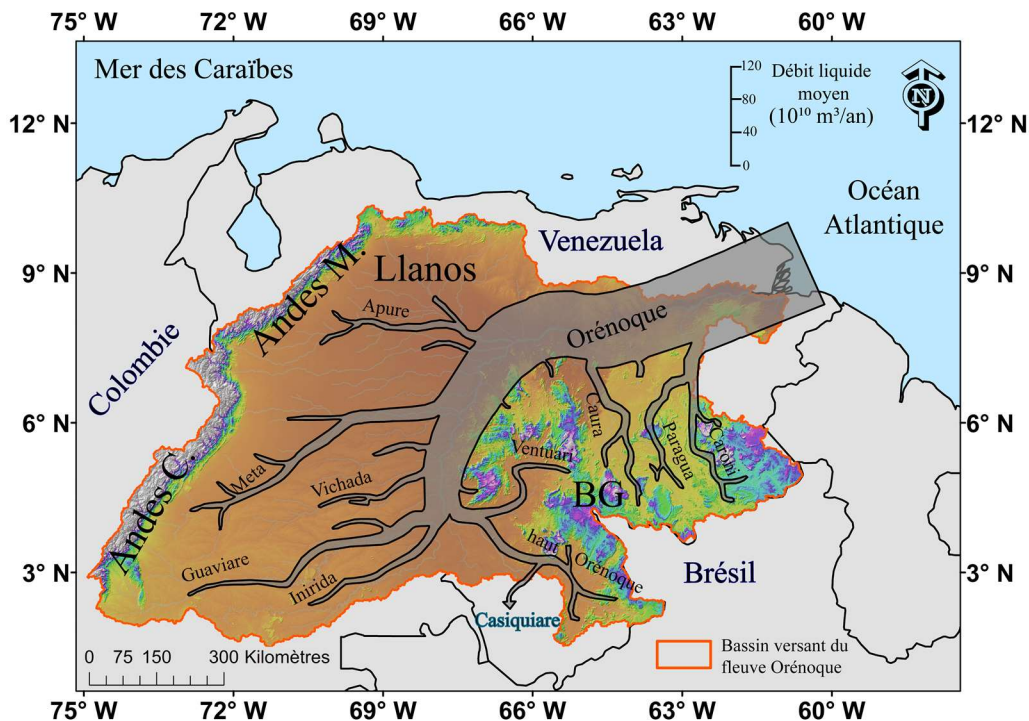 75° W 72° W 69° W 66° W 63° W 60° W
Mer des Caraïbes
120
80
40
0
Débit liquide
moyen
(10¹⁰ m³/an)
N
12° N 12° N
Océan
Atlantique
Venezuela
9° N 9° N
Llanos
Andes M.
Apure
Orénoque
Colombie
6° N 6° N
Caura
Paragua
Caroni
Ventuari
Meta
Vichada
BG
Andes C.
haut Orénoque
Guaviare
Inirida
3° N 3° N
Brésil
Casiquiare
Bassin versant du
fleuve Orénoque
0 75 150 300 Kilomètres
75° W 72° W 69° W 66° W 63° W 60° W